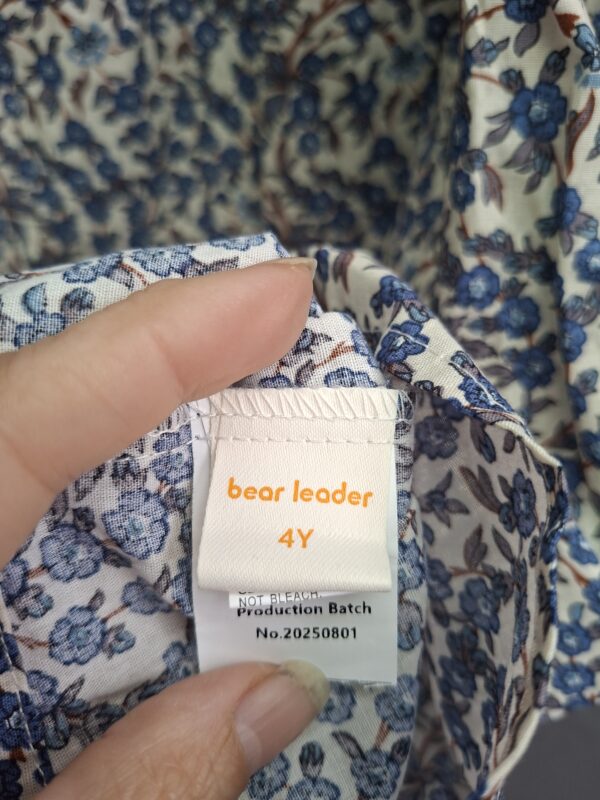 bear leader
4Y
NOT BLEACH.
Production Batch
No.20250801